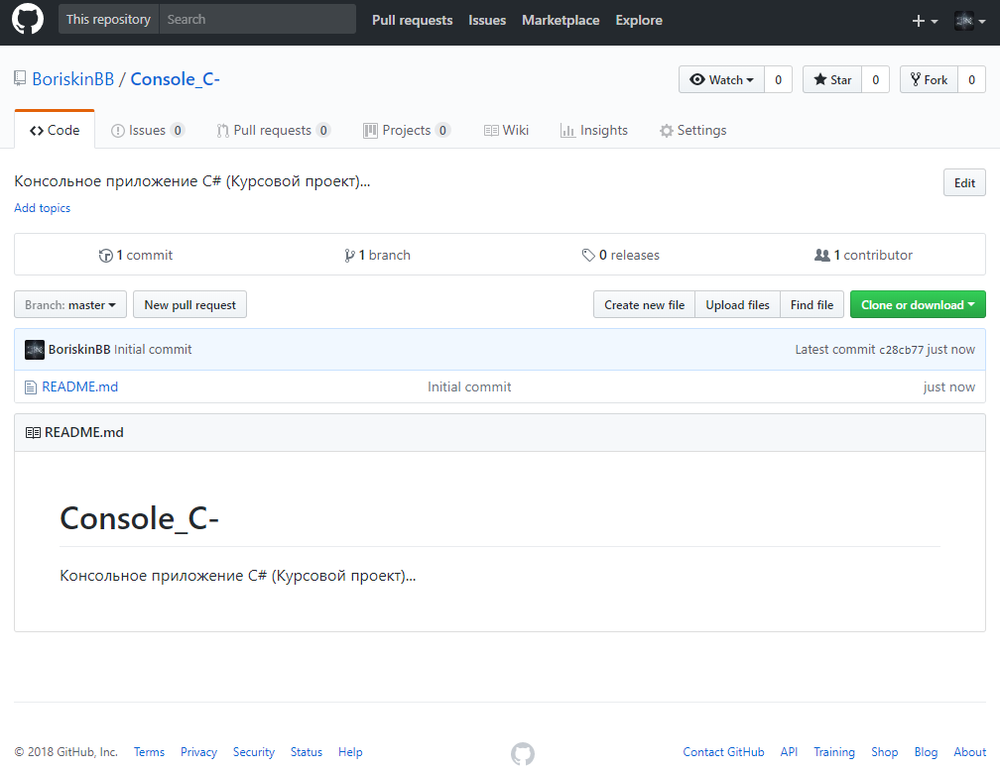 This repository Search Pull requests Issues Marketplace Explore
BoriskinBB / Console_C- Watch 0 Star 0 Fork 0
Code Issues 0 Pull requests 0 Projects 0 Wiki Insights Settings
Консольное приложение C# (Курсовой проект)... Edit
Add topics
1 commit 1 branch 0 releases 1 contributor
Branch: master New pull request Create new file Upload files Find file Clone or download
BoriskinBB Initial commit Latest commit c28cb77 just now
README.md Initial commit just now
README.md
Console_C-
Консольное приложение C# (Курсовой проект)...
© 2018 GitHub, Inc. Terms Privacy Security Status Help Contact GitHub API Training Shop Blog About